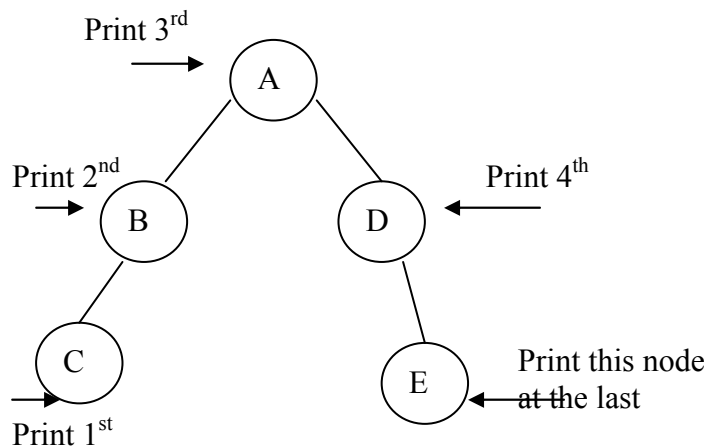 Print 3rd
A
Print 2nd
Print 4th
B
D
C
E
Print this node
at the last
Print 1st